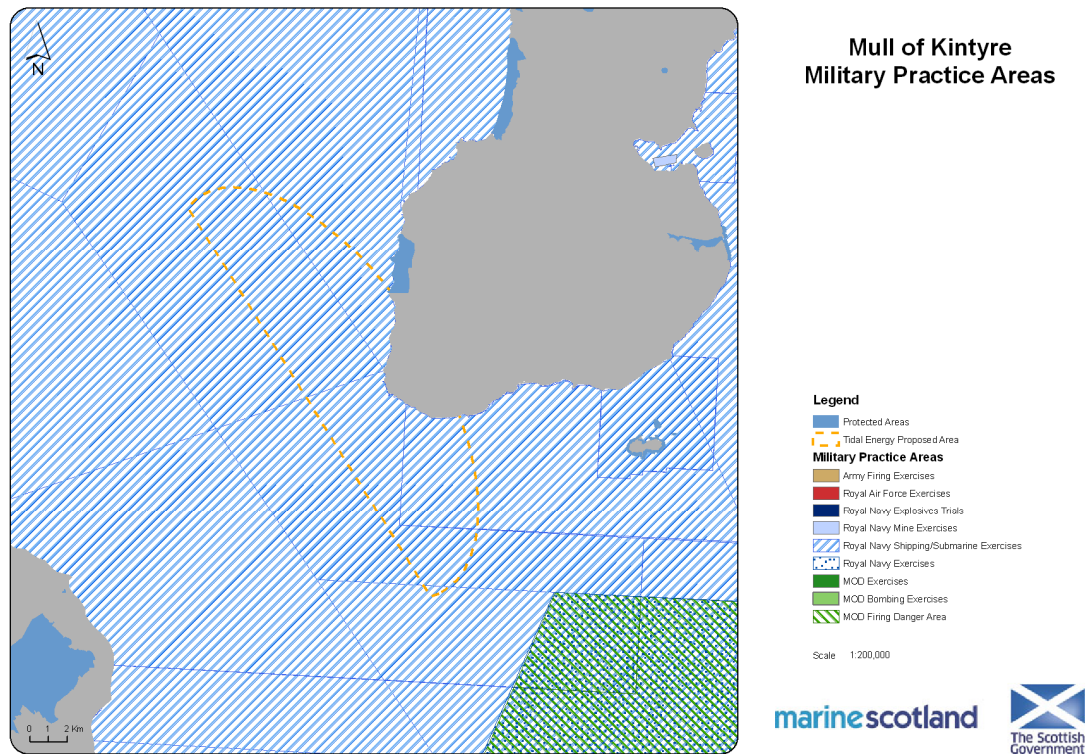 N
Mull of Kintyre
Military Practice Areas
Legend
Protected Areas
Tidal Energy Proposed Area
Military Practice Areas
Army Firing Exercises
Royal Air Force Exercises
Royal Navy Explosives Trials
Royal Navy Mine Exercises
Royal Navy Shipping/Submarine Exercises
Royal Navy Exercises
MOD Exercises
MOD Bombing Exercises
MOD Firing Danger Area
Scale 1:200,000
0 1 2 Km
marinescotland
The Scottish
Government